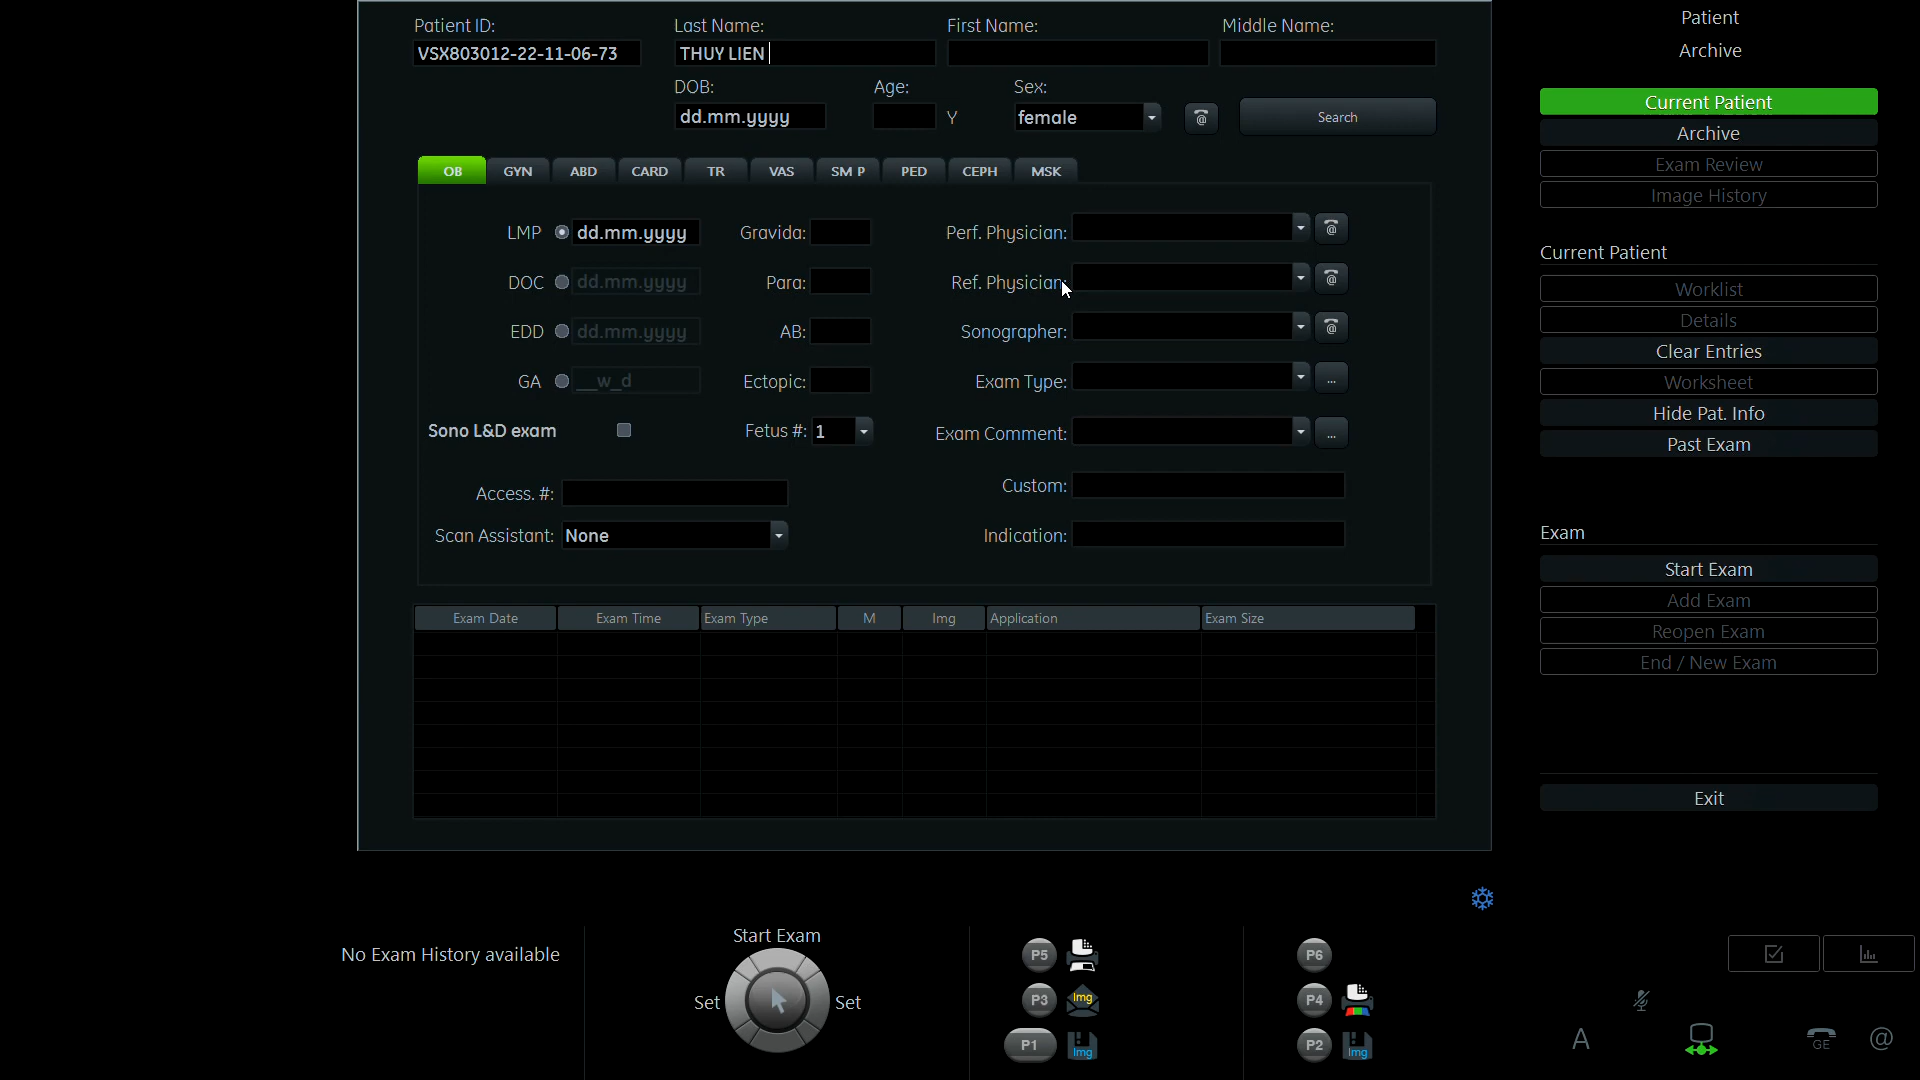 Patient ID: Last Name: First Name: Middle Name:
VSX803012-22-11-06-73 THUY LIEN
DOB: Age: Sex:
dd.mm.yyyy Y female @ Search
OB GYN ABD CARD TR VAS SM P PED CEPH MSK
LMP dd.mm.yyyy Gravida: Perf. Physician: @
DOC dd.mm.yyyy Para: Ref. Physician: @
EDD dd.mm.yyyy AB: Sonographer: @
GA __w_d Ectopic: Exam Type: ...
Sono L&D exam Fetus #: 1 Exam Comment: ...
Custom:
Access. #:
Scan Assistant: None Indication:
Exam Date Exam Time Exam Type M Img Application Exam Size
Patient
Archive
Current Patient
Archive
Exam Review
Image History
Current Patient
Worklist
Details
Clear Entries
Worksheet
Hide Pat. Info
Past Exam
Exam
Start Exam
Add Exam
Reopen Exam
End / New Exam
Exit
No Exam History available
Start Exam
Set Set
P5 P6
P3 Img P4
P1 Img P2 Img
A GE @